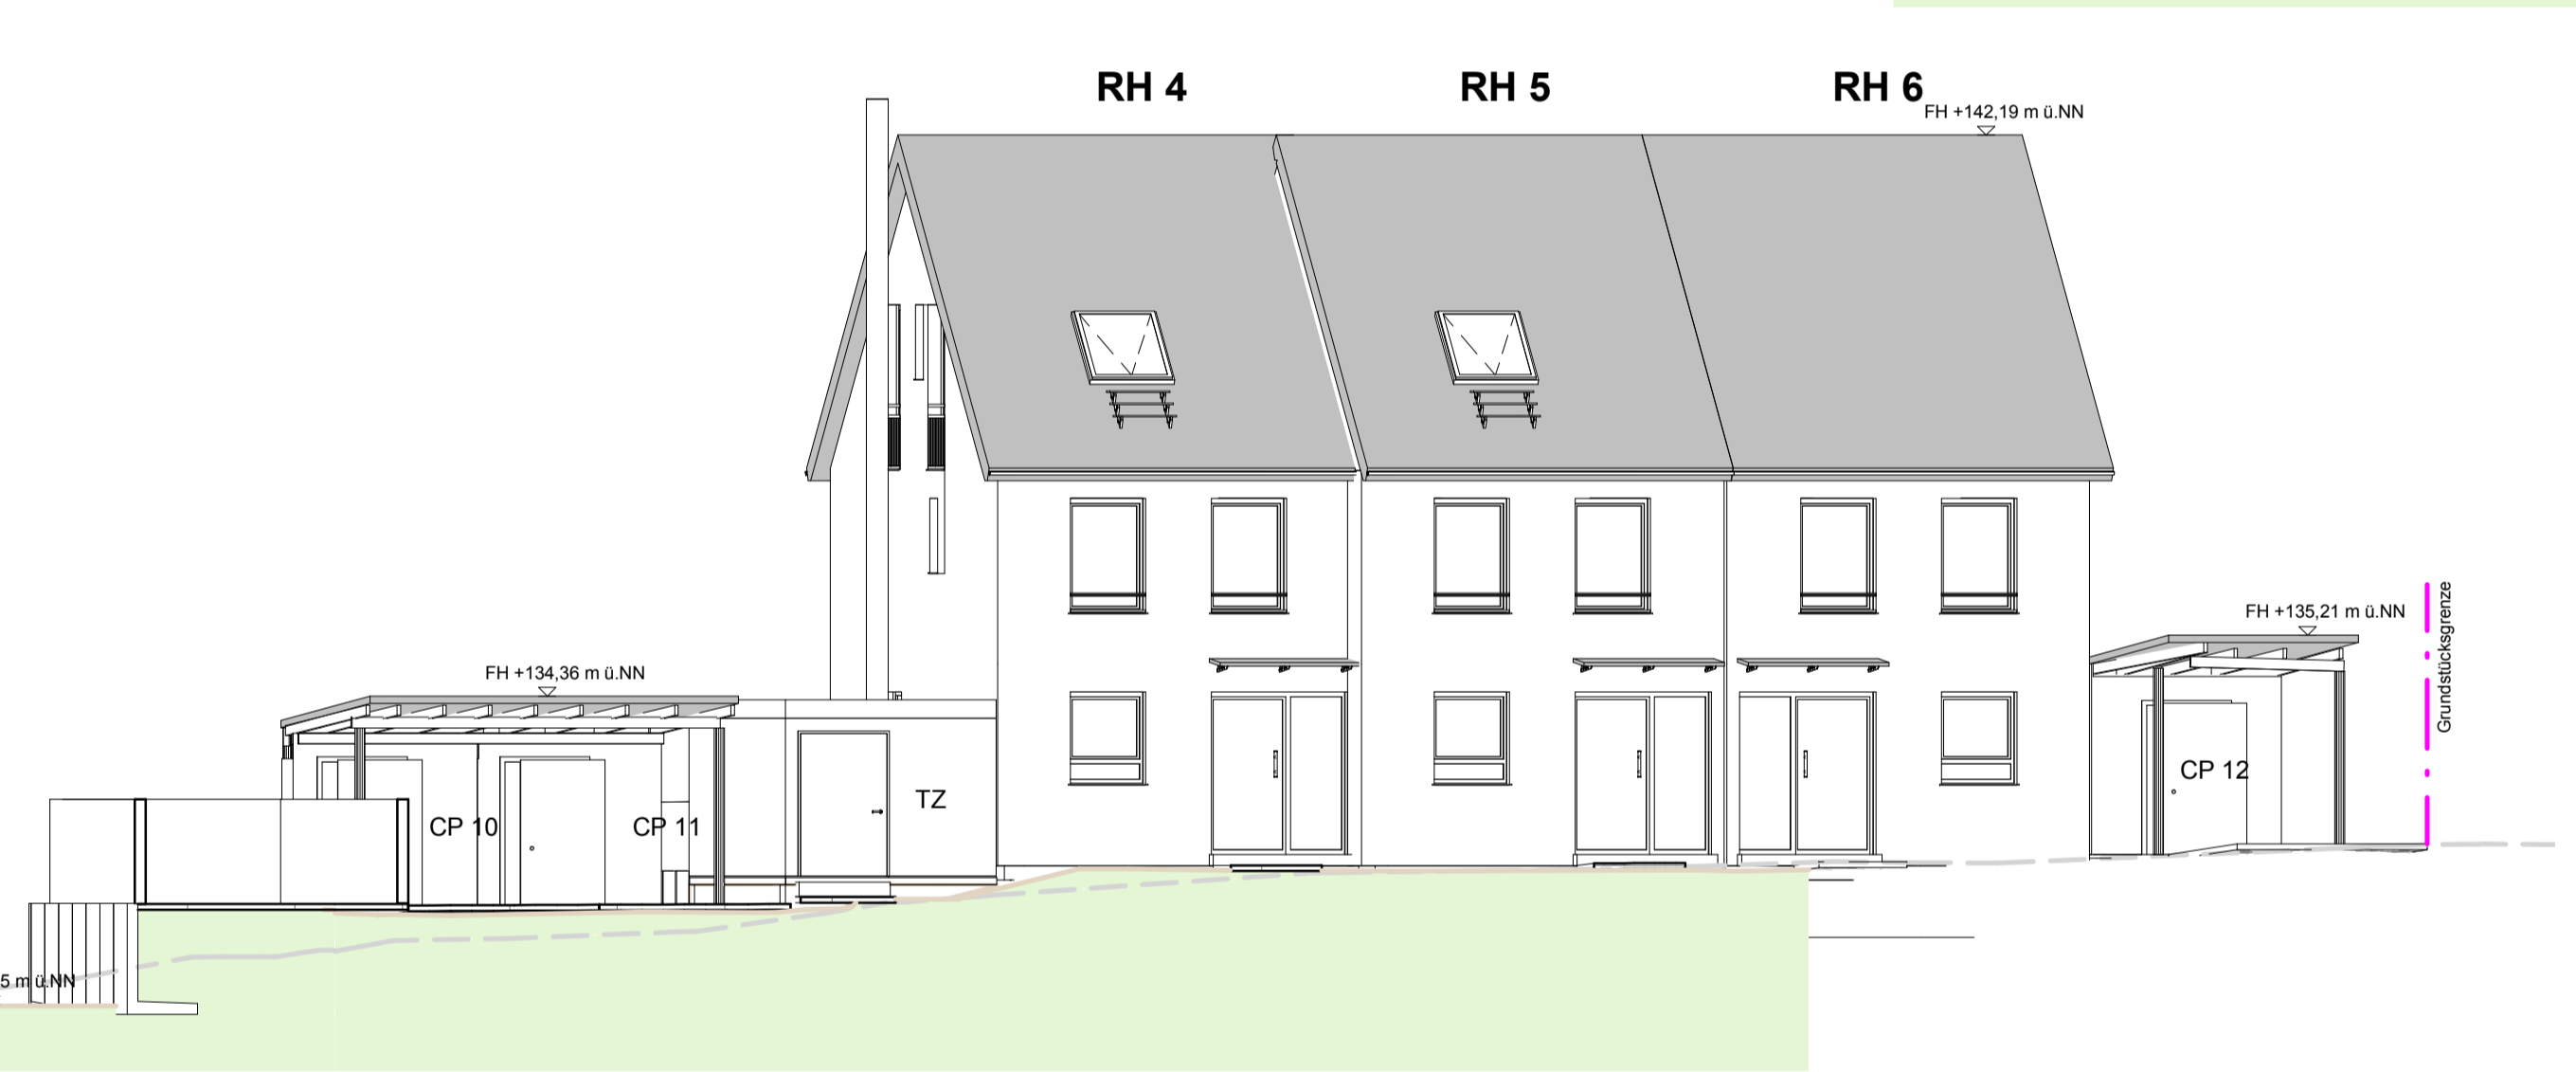 RH 4
RH 5
RH 6
FH +142,19 m ü.NN
FH +135,21 m ü.NN
Grundstücksgrenze
FH +134,36 m ü.NN
CP 12
TZ
CP 10
CP 11
5 m ü.NN